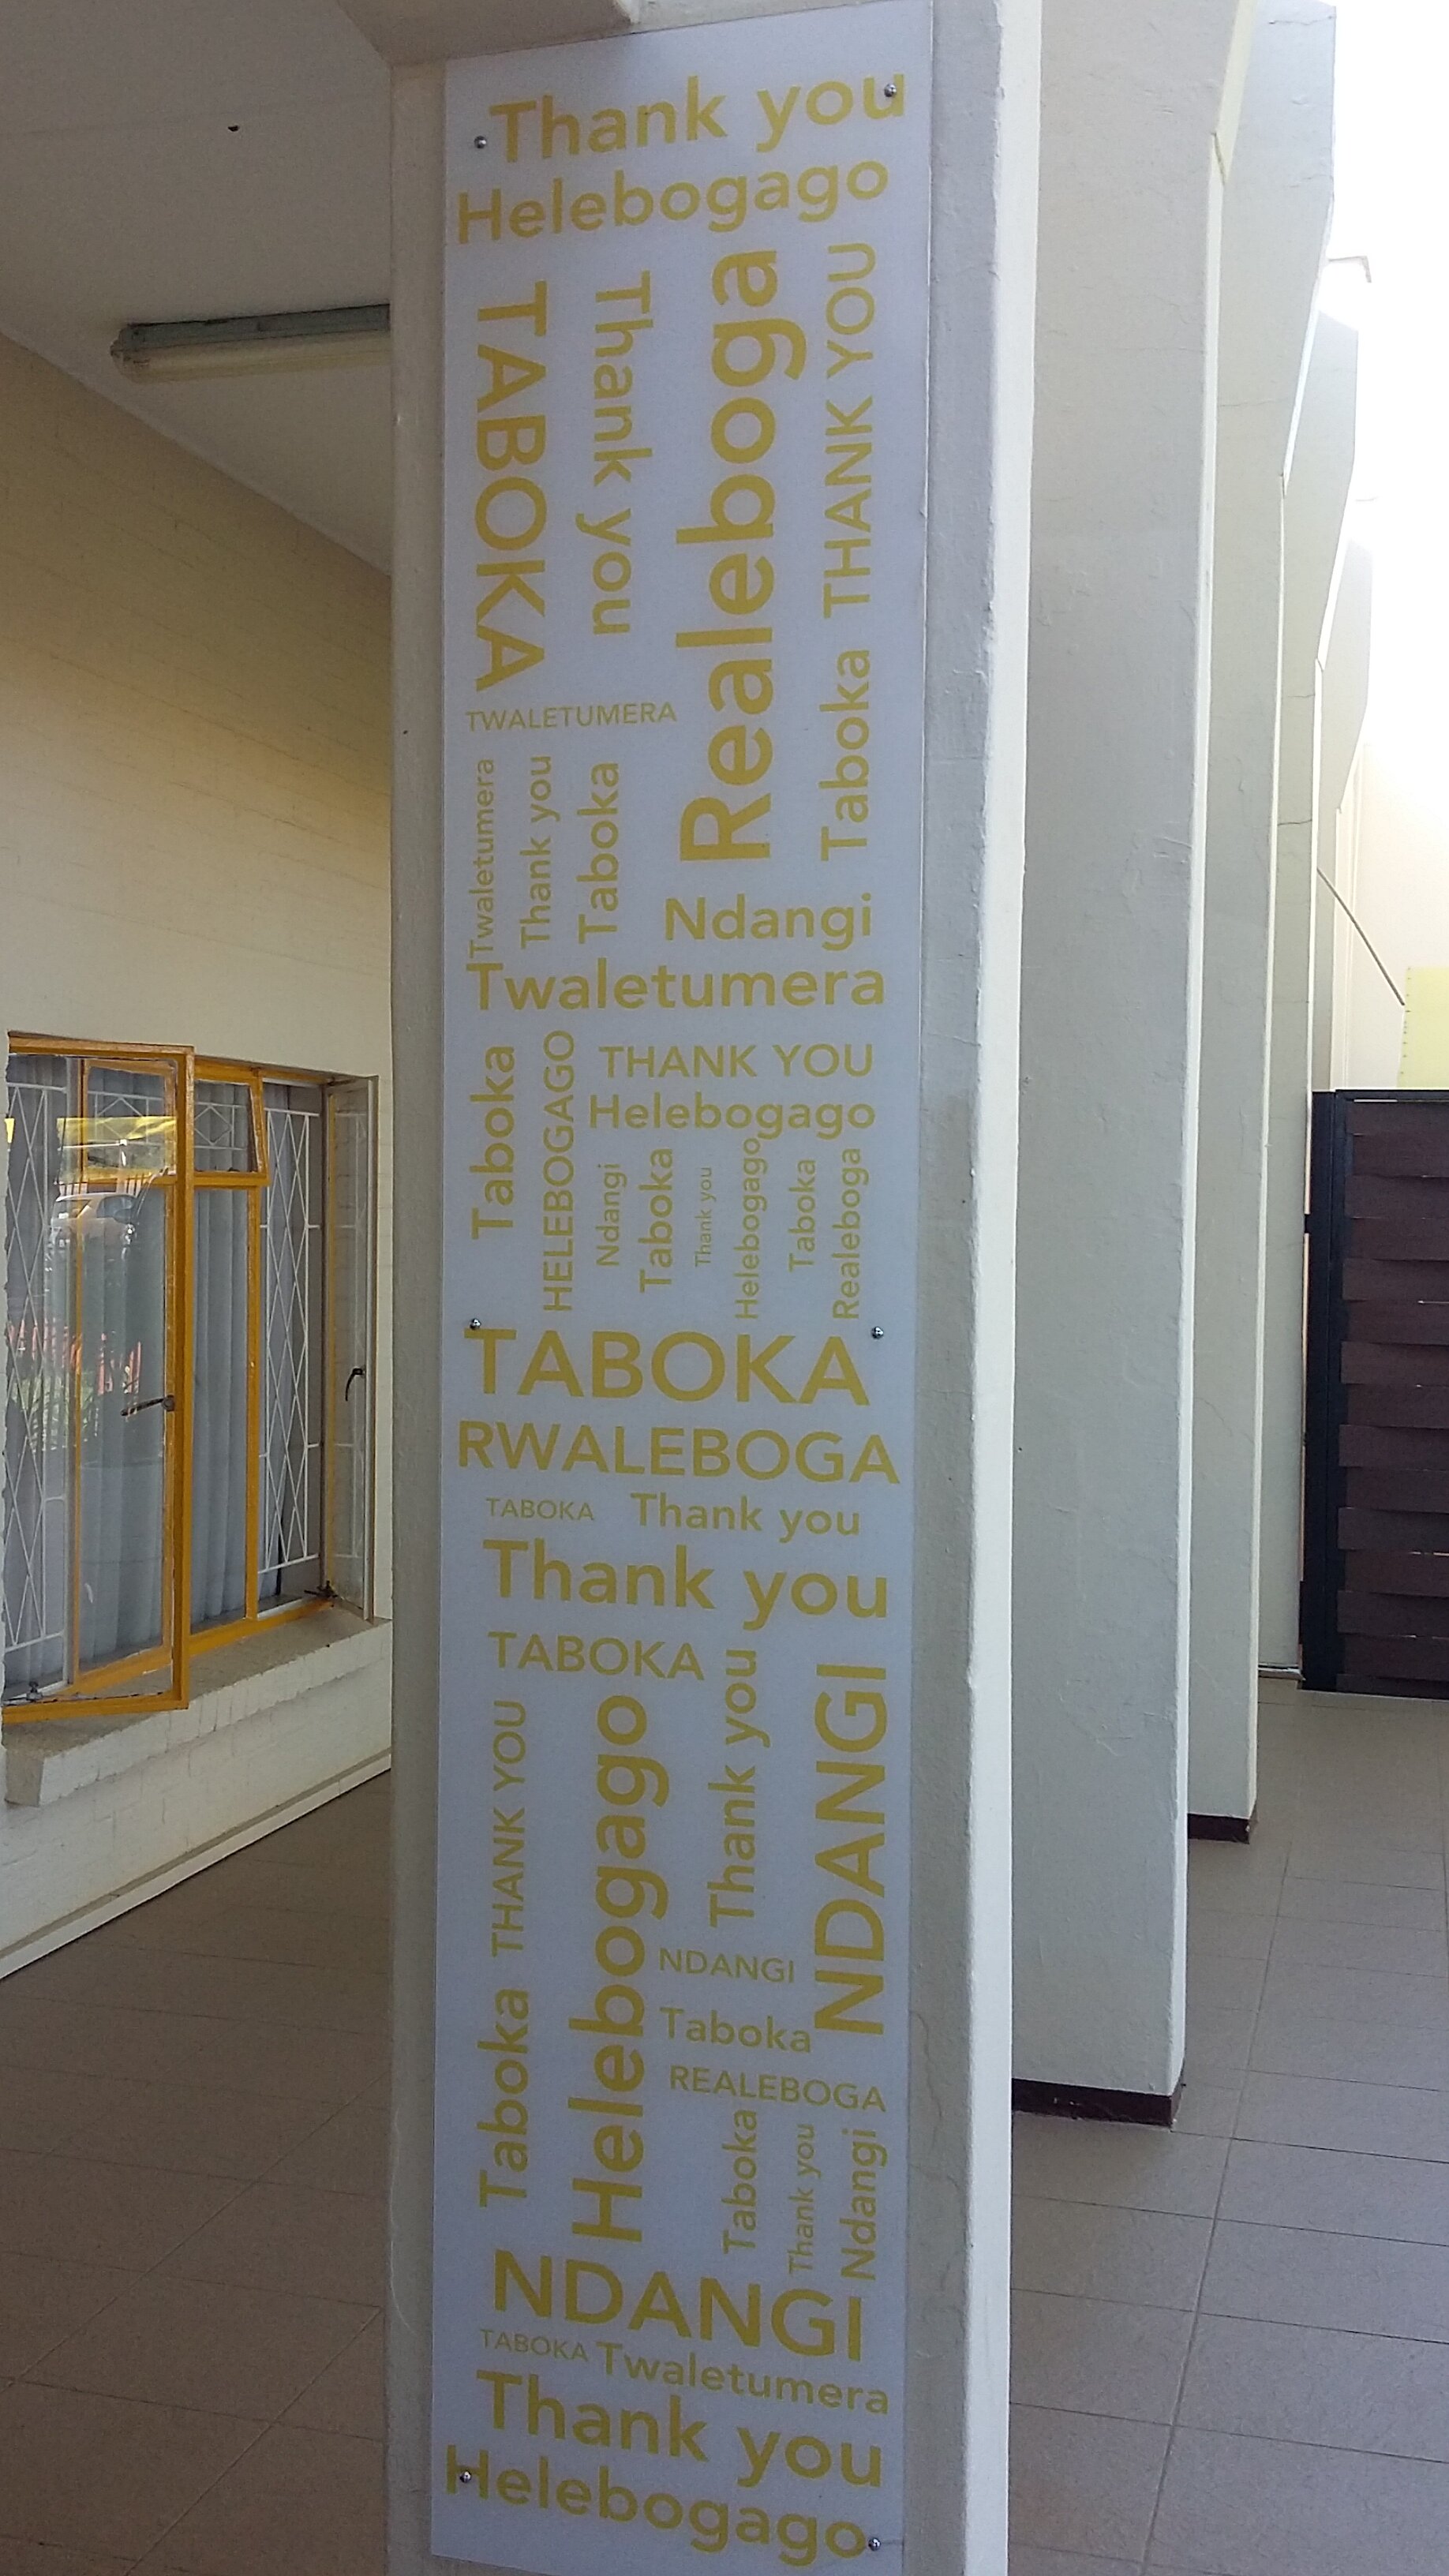 Thank you
Helebogago
TABOKA
Thank you
Realeboga
THANK YOU
Taboka
TWALETUMERA
Twaletumera
Thank you
Taboka
Ndangi
Twaletumera
Taboka
HELEBOGAGO
THANK YOU
Helebogago
Ndangi
Taboka
Thank you
Helebogago
Taboka
Realeboga
TABOKA
RWALEBOGA
TABOKA Thank you
Thank you
TABOKA
THANK YOU
Taboka
Helebogago
Thank you
NDANGI
NDANGI
Taboka
REALEBOGA
Taboka
Thank you
Ndangi
NDANGI
TABOKA Twaletumera
Thank you
Helebogago